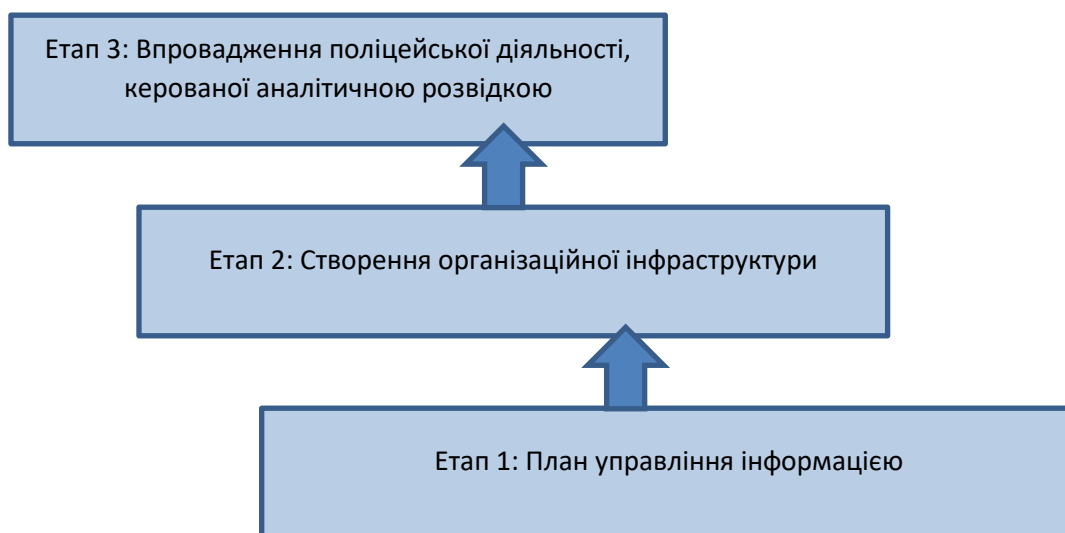 Етап 3: Впровадження поліцейської діяльності,
керованої аналітичною розвідкою
Етап 2: Створення організаційної інфраструктури
Етап 1: План управління інформацією